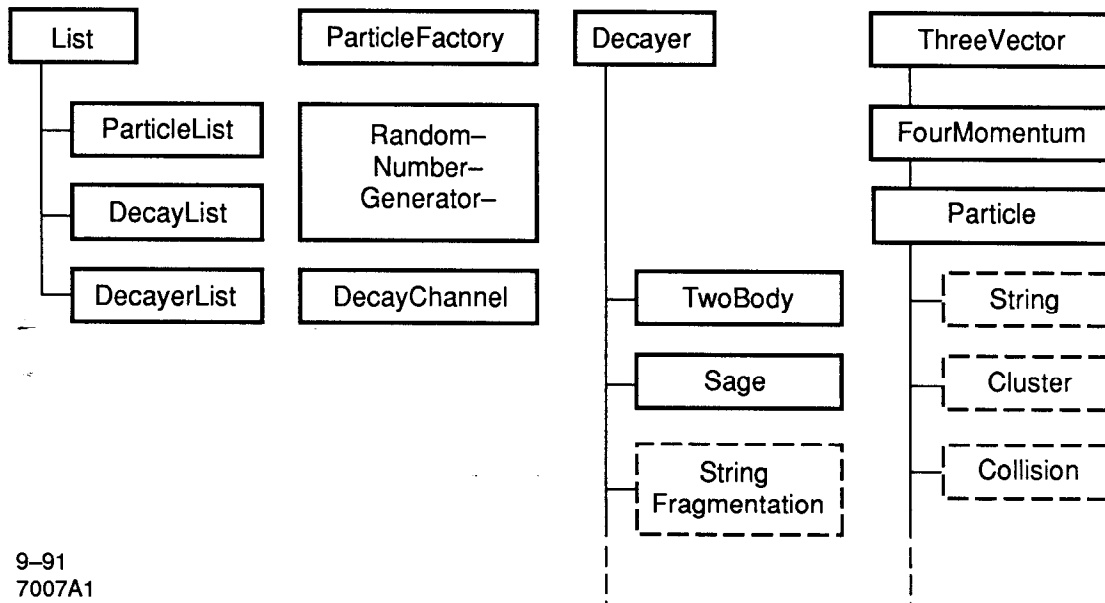 List
ParticleFactory
Decayer
ThreeVector
ParticleList
Random–
Number–
Generator–
FourMomentum
DecayList
Particle
DecayerList
DecayChannel
TwoBody
String
Sage
Cluster
String
Fragmentation
Collision
9–91
7007A1